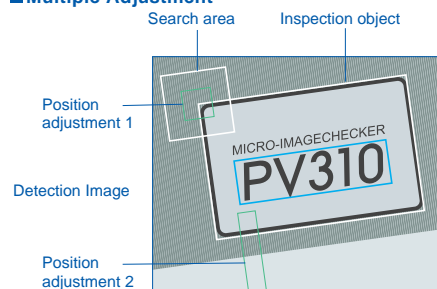 ■Multiple Adjustment
Search area
Inspection object
Position
adjustment 1
MICRO-IMAGECHECKER
PV310
Detection Image
Position
adjustment 2